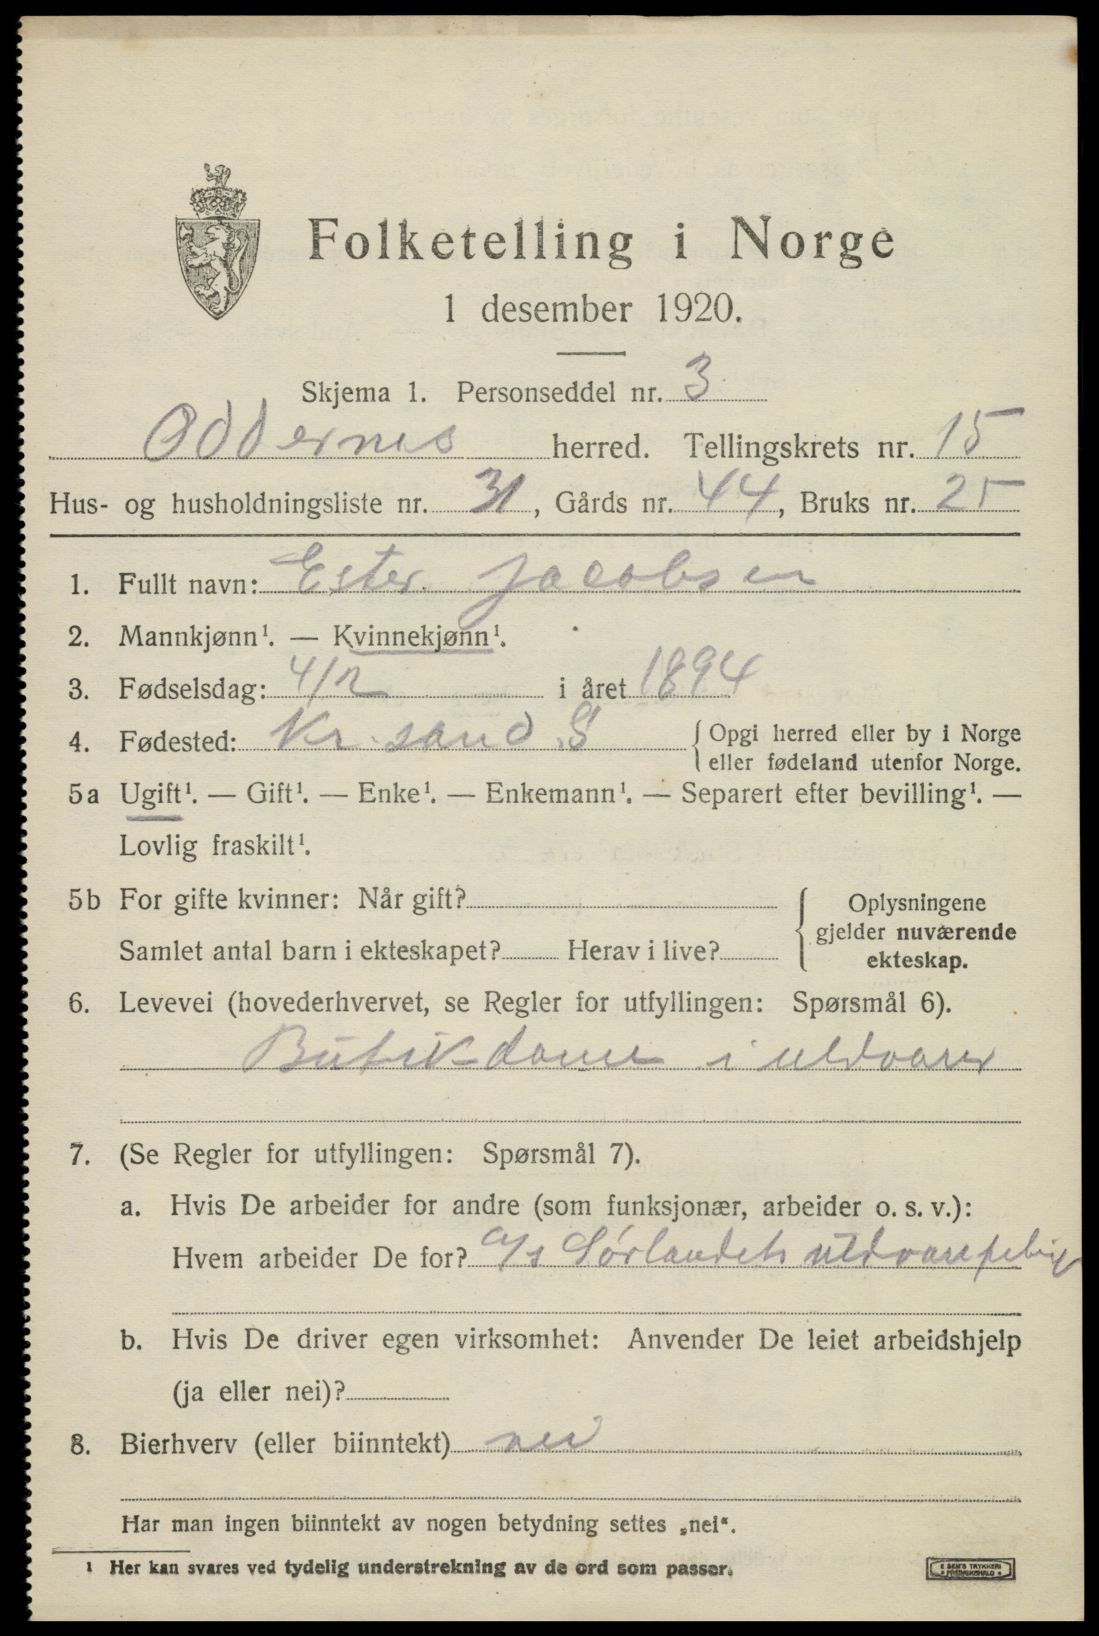 Folketelling i Norge
1 desember 1920.
Skjema 1. Personseddel nr. 3
Oddernes herred. Tellingskrets nr. 15
Hus- og husholdningsliste nr. 31, Gårds nr. 44, Bruks nr. 25
1. Fullt navn: Ester Jacobsen
2. Mannkjønn¹. — Kvinnekjønn¹.
3. Fødselsdag: 4/12 i året 1894
4. Fødested: Kr.sand S {Opgi herred eller by i Norge
eller fødeland utenfor Norge.
5a Ugift¹. — Gift¹. — Enke¹. — Enkemann¹. — Separert efter bevilling¹. —
Lovlig fraskilt¹.
5b For gifte kvinner: Når gift?
Samlet antal barn i ekteskapet? Herav i live?
{Oplysningene
gjelder nuværende
ekteskap.
6. Levevei (hovederhvervet, se Regler for utfyllingen: Spørsmål 6).
Butikdame i uldvarer
7. (Se Regler for utfyllingen: Spørsmål 7).
a. Hvis De arbeider for andre (som funksjonær, arbeider o. s. v.):
Hvem arbeider De for? A/s Sørlandets uldvarefabrig
b. Hvis De driver egen virksomhet: Anvender De leiet arbeidshjelp
(ja eller nei)?
8. Bierhverv (eller biinntekt) nei
Har man ingen biinntekt av nogen betydning settes „nei“.
¹ Her kan svares ved tydelig understrekning av de ord som passer.